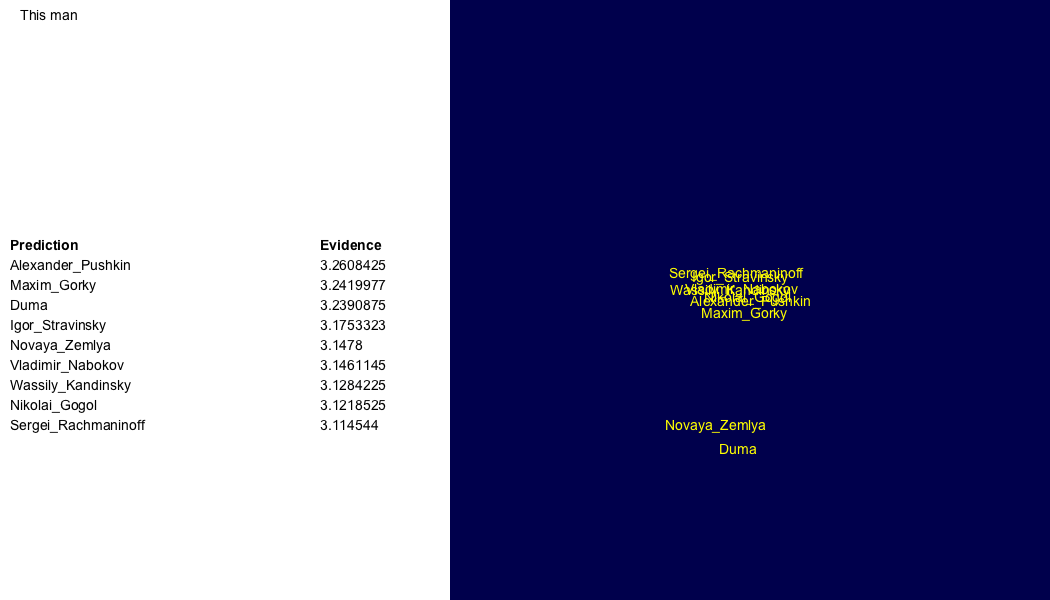 This man
Prediction Evidence
Alexander_Pushkin 3.2608425
Maxim_Gorky 3.2419977
Duma 3.2390875
Igor_Stravinsky 3.1753323
Novaya_Zemlya 3.1478
Vladimir_Nabokov 3.1461145
Wassily_Kandinsky 3.1284225
Nikolai_Gogol 3.1218525
Sergei_Rachmaninoff 3.114544
Sergei_Rachmaninoff
Igor_Stravinsky
Vladimir_Nabokov
Wassily_Kandinsky
Nikolai_Gogol
Alexander_Pushkin
Maxim_Gorky
Novaya_Zemlya
Duma